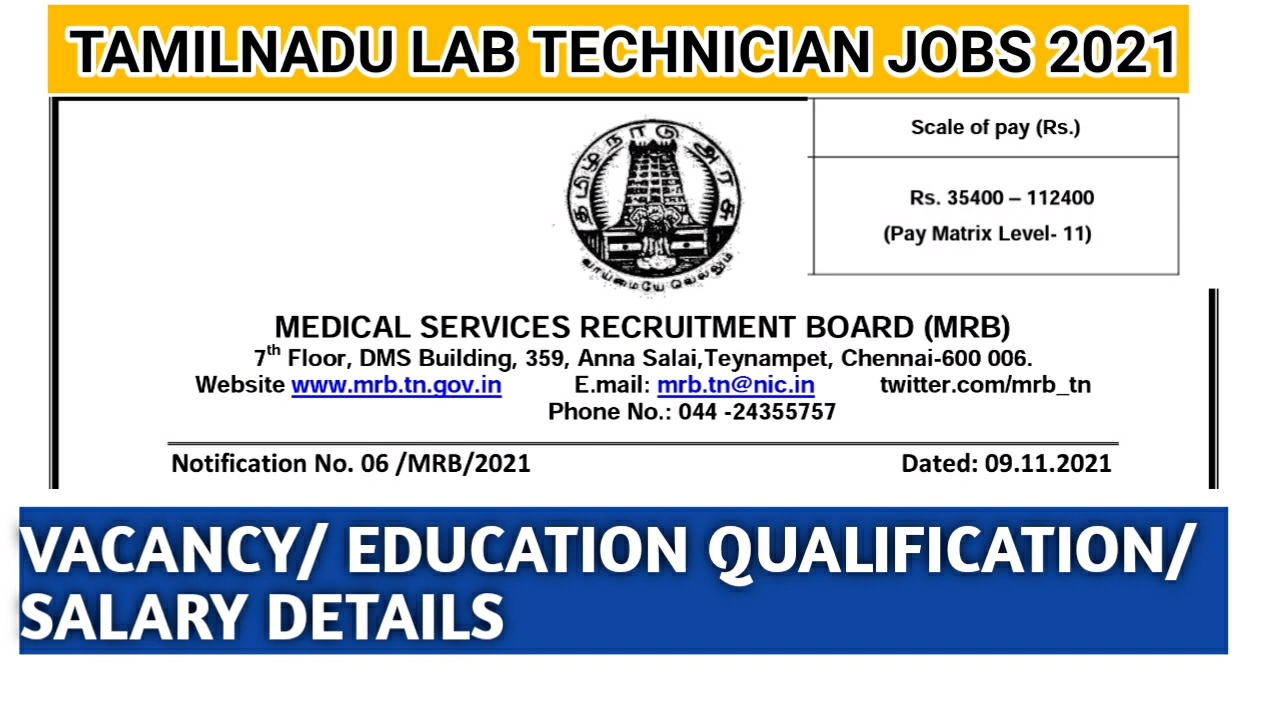 TAMILNADU LAB TECHNICIAN JOBS 2021
தமிழ்நாடு அரசு
வாய்மையே வெல்லும்
Scale of pay (Rs.)
Rs. 35400 – 112400
(Pay Matrix Level- 11)
MEDICAL SERVICES RECRUITMENT BOARD (MRB)
7th Floor, DMS Building, 359, Anna Salai,Teynampet, Chennai-600 006.
Website www.mrb.tn.gov.in E.mail: mrb.tn@nic.in twitter.com/mrb_tn
Phone No.: 044 -24355757
Notification No. 06 /MRB/2021 Dated: 09.11.2021
VACANCY/ EDUCATION QUALIFICATION/
SALARY DETAILS